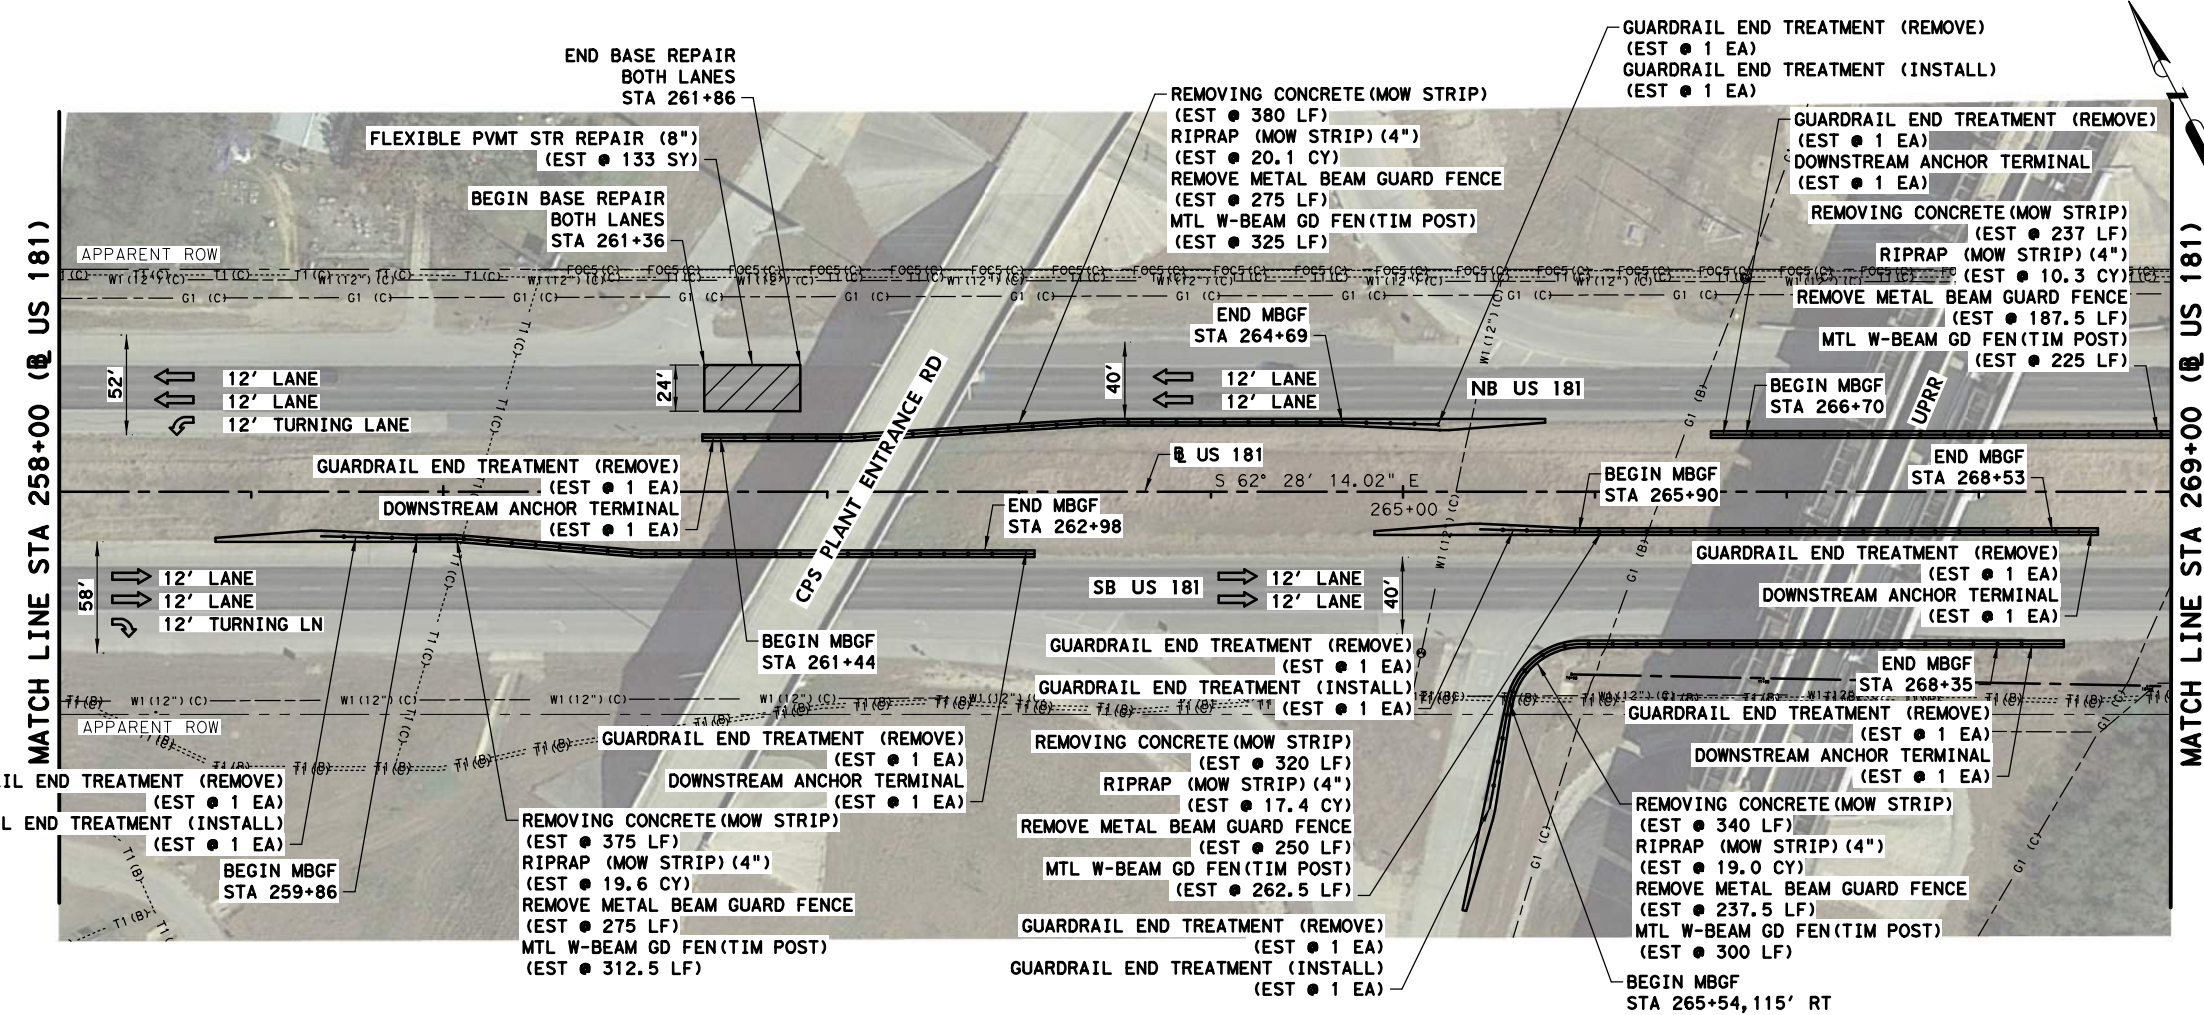 END BASE REPAIR
BOTH LANES
STA 261+86
FLEXIBLE PVMT STR REPAIR (8")
(EST @ 133 SY)
BEGIN BASE REPAIR
BOTH LANES
STA 261+36
REMOVING CONCRETE(MOW STRIP)
(EST @ 380 LF)
RIPRAP (MOW STRIP)(4")
(EST @ 20.1 CY)
REMOVE METAL BEAM GUARD FENCE
(EST @ 275 LF)
MTL W-BEAM GD FEN(TIM POST)
(EST @ 325 LF)
GUARDRAIL END TREATMENT (REMOVE)
(EST @ 1 EA)
GUARDRAIL END TREATMENT (INSTALL)
(EST @ 1 EA)
GUARDRAIL END TREATMENT (REMOVE)
(EST @ 1 EA)
DOWNSTREAM ANCHOR TERMINAL
(EST @ 1 EA)
REMOVING CONCRETE(MOW STRIP)
(EST @ 237 LF)
RIPRAP (MOW STRIP)(4")
(EST @ 10.3 CY)
REMOVE METAL BEAM GUARD FENCE
(EST @ 187.5 LF)
MTL W-BEAM GD FEN(TIM POST)
(EST @ 225 LF)
MATCH LINE STA 258+00 (BL US 181)
MATCH LINE STA 269+00 (BL US 181)
APPARENT ROW
END MBGF
STA 264+69
52'
12' LANE
12' LANE
12' TURNING LANE
24'
40'
12' LANE
12' LANE
NB US 181
BEGIN MBGF
STA 266+70
UPRR
CPS PLANT ENTRANCE RD
BL US 181
S 62° 28' 14.02" E
265+00
GUARDRAIL END TREATMENT (REMOVE)
(EST @ 1 EA)
DOWNSTREAM ANCHOR TERMINAL
(EST @ 1 EA)
END MBGF
STA 262+98
BEGIN MBGF
STA 265+90
END MBGF
STA 268+53
58'
12' LANE
12' LANE
12' TURNING LN
SB US 181
12' LANE
12' LANE
40'
GUARDRAIL END TREATMENT (REMOVE)
(EST @ 1 EA)
DOWNSTREAM ANCHOR TERMINAL
(EST @ 1 EA)
BEGIN MBGF
STA 261+44
GUARDRAIL END TREATMENT (REMOVE)
(EST @ 1 EA)
GUARDRAIL END TREATMENT (INSTALL)
(EST @ 1 EA)
END MBGF
STA 268+35
APPARENT ROW
GUARDRAIL END TREATMENT (REMOVE)
(EST @ 1 EA)
DOWNSTREAM ANCHOR TERMINAL
(EST @ 1 EA)
GUARDRAIL END TREATMENT (REMOVE)
(EST @ 1 EA)
DOWNSTREAM ANCHOR TERMINAL
(EST @ 1 EA)
IL END TREATMENT (REMOVE)
(EST @ 1 EA)
L END TREATMENT (INSTALL)
(EST @ 1 EA)
BEGIN MBGF
STA 259+86
REMOVING CONCRETE(MOW STRIP)
(EST @ 375 LF)
RIPRAP (MOW STRIP)(4")
(EST @ 19.6 CY)
REMOVE METAL BEAM GUARD FENCE
(EST @ 275 LF)
MTL W-BEAM GD FEN(TIM POST)
(EST @ 312.5 LF)
REMOVING CONCRETE(MOW STRIP)
(EST @ 320 LF)
RIPRAP (MOW STRIP)(4")
(EST @ 17.4 CY)
REMOVE METAL BEAM GUARD FENCE
(EST @ 250 LF)
MTL W-BEAM GD FEN(TIM POST)
(EST @ 262.5 LF)
GUARDRAIL END TREATMENT (REMOVE)
(EST @ 1 EA)
GUARDRAIL END TREATMENT (INSTALL)
(EST @ 1 EA)
REMOVING CONCRETE(MOW STRIP)
(EST @ 340 LF)
RIPRAP (MOW STRIP)(4")
(EST @ 19.0 CY)
REMOVE METAL BEAM GUARD FENCE
(EST @ 237.5 LF)
MTL W-BEAM GD FEN(TIM POST)
(EST @ 300 LF)
BEGIN MBGF
STA 265+54,115' RT